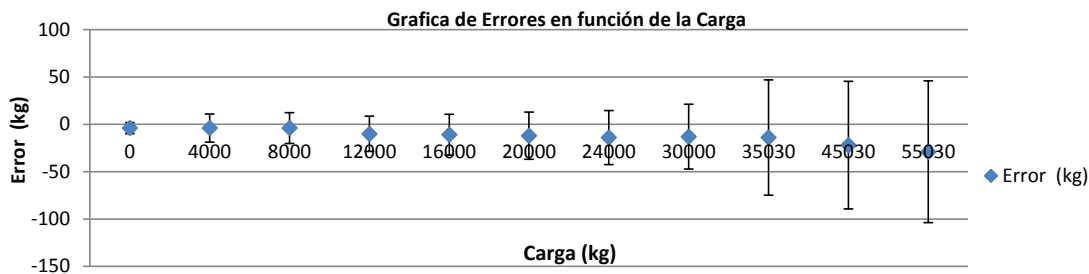 Grafica de Errores en función de la Carga
100
50
0
-50
-100
-150
Error (kg)
0 4000 8000 12000 16000 20000 24000 30000 35030 45030 55030
Carga (kg)
Error (kg)